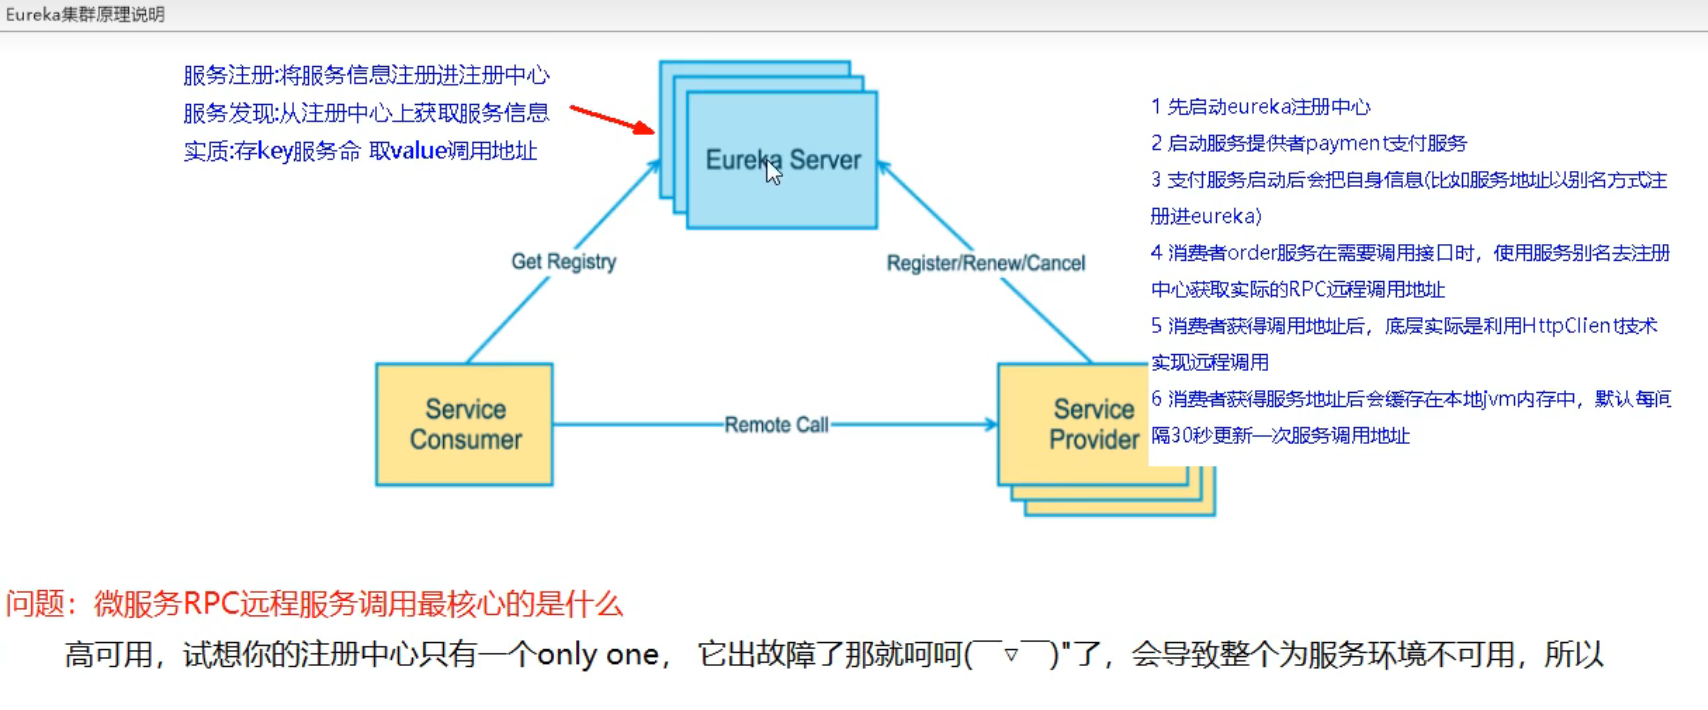 Eureka集群原理说明
服务注册:将服务信息注册进注册中心
服务发现:从注册中心上获取服务信息
实质:存key服务命 取value调用地址
Eureka Server
Get Registry
Register/Renew/Cancel
Service
Consumer
Remote Call
Service
Provider
1 先启动eureka注册中心
2 启动服务提供者payment支付服务
3 支付服务启动后会把自身信息(比如服务地址以别名方式注
册进eureka)
4 消费者order服务在需要调用接口时，使用服务别名去注册
中心获取实际的RPC远程调用地址
5 消费者获得调用地址后，底层实际是利用HttpClient技术
实现远程调用
6 消费者获得服务地址后会缓存在本地jvm内存中，默认每间
隔30秒更新一次服务调用地址
问题：微服务RPC远程服务调用最核心的是什么
高可用，试想你的注册中心只有一个only one， 它出故障了那就呵呵(￣▽￣)"了，会导致整个为服务环境不可用，所以